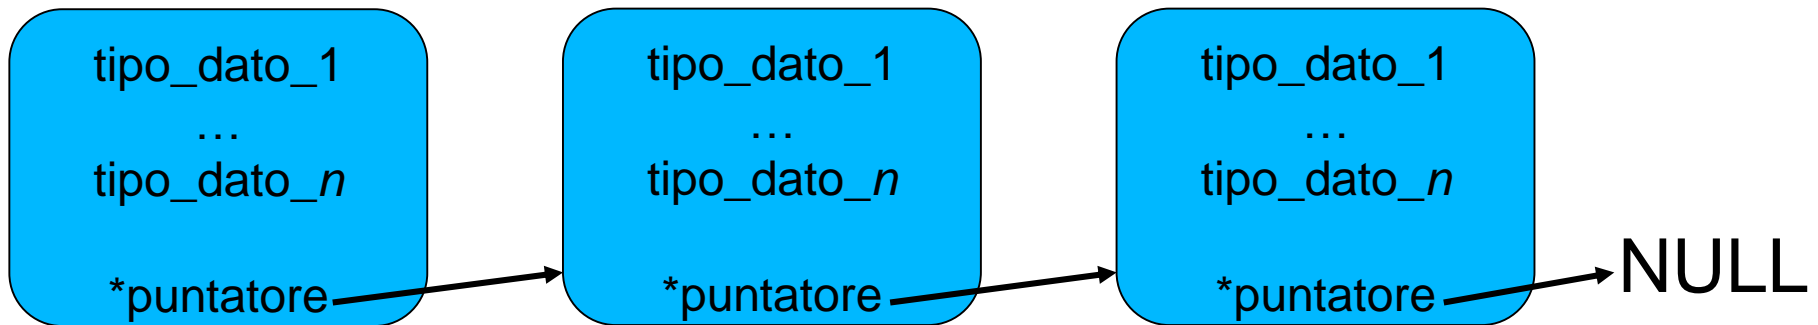 tipo_dato_1
…
tipo_dato_n
*puntatore
tipo_dato_1
…
tipo_dato_n
*puntatore
tipo_dato_1
…
tipo_dato_n
*puntatore
NULL